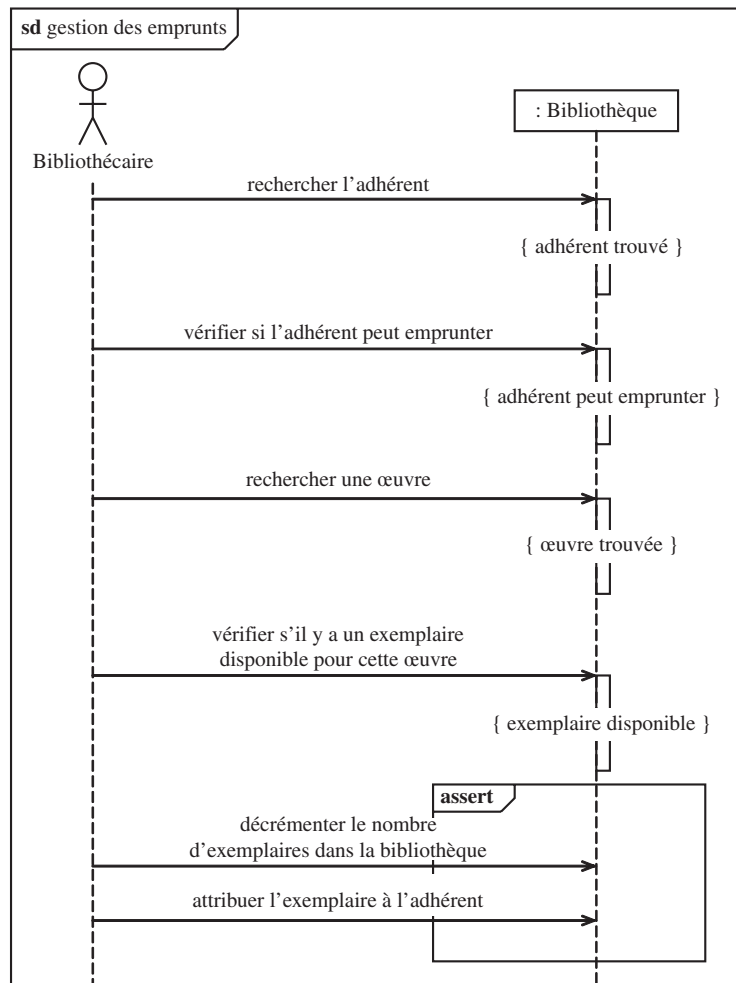 sd gestion des emprunts
: Bibliothèque
Bibliothécaire
rechercher l’adhérent
{ adhérent trouvé }
vérifier si l’adhérent peut emprunter
{ adhérent peut emprunter }
rechercher une œuvre
{ œuvre trouvée }
vérifier s’il y a un exemplaire
disponible pour cette œuvre
{ exemplaire disponible }
assert
décrémenter le nombre
d’exemplaires dans la bibliothèque
attribuer l’exemplaire à l’adhérent